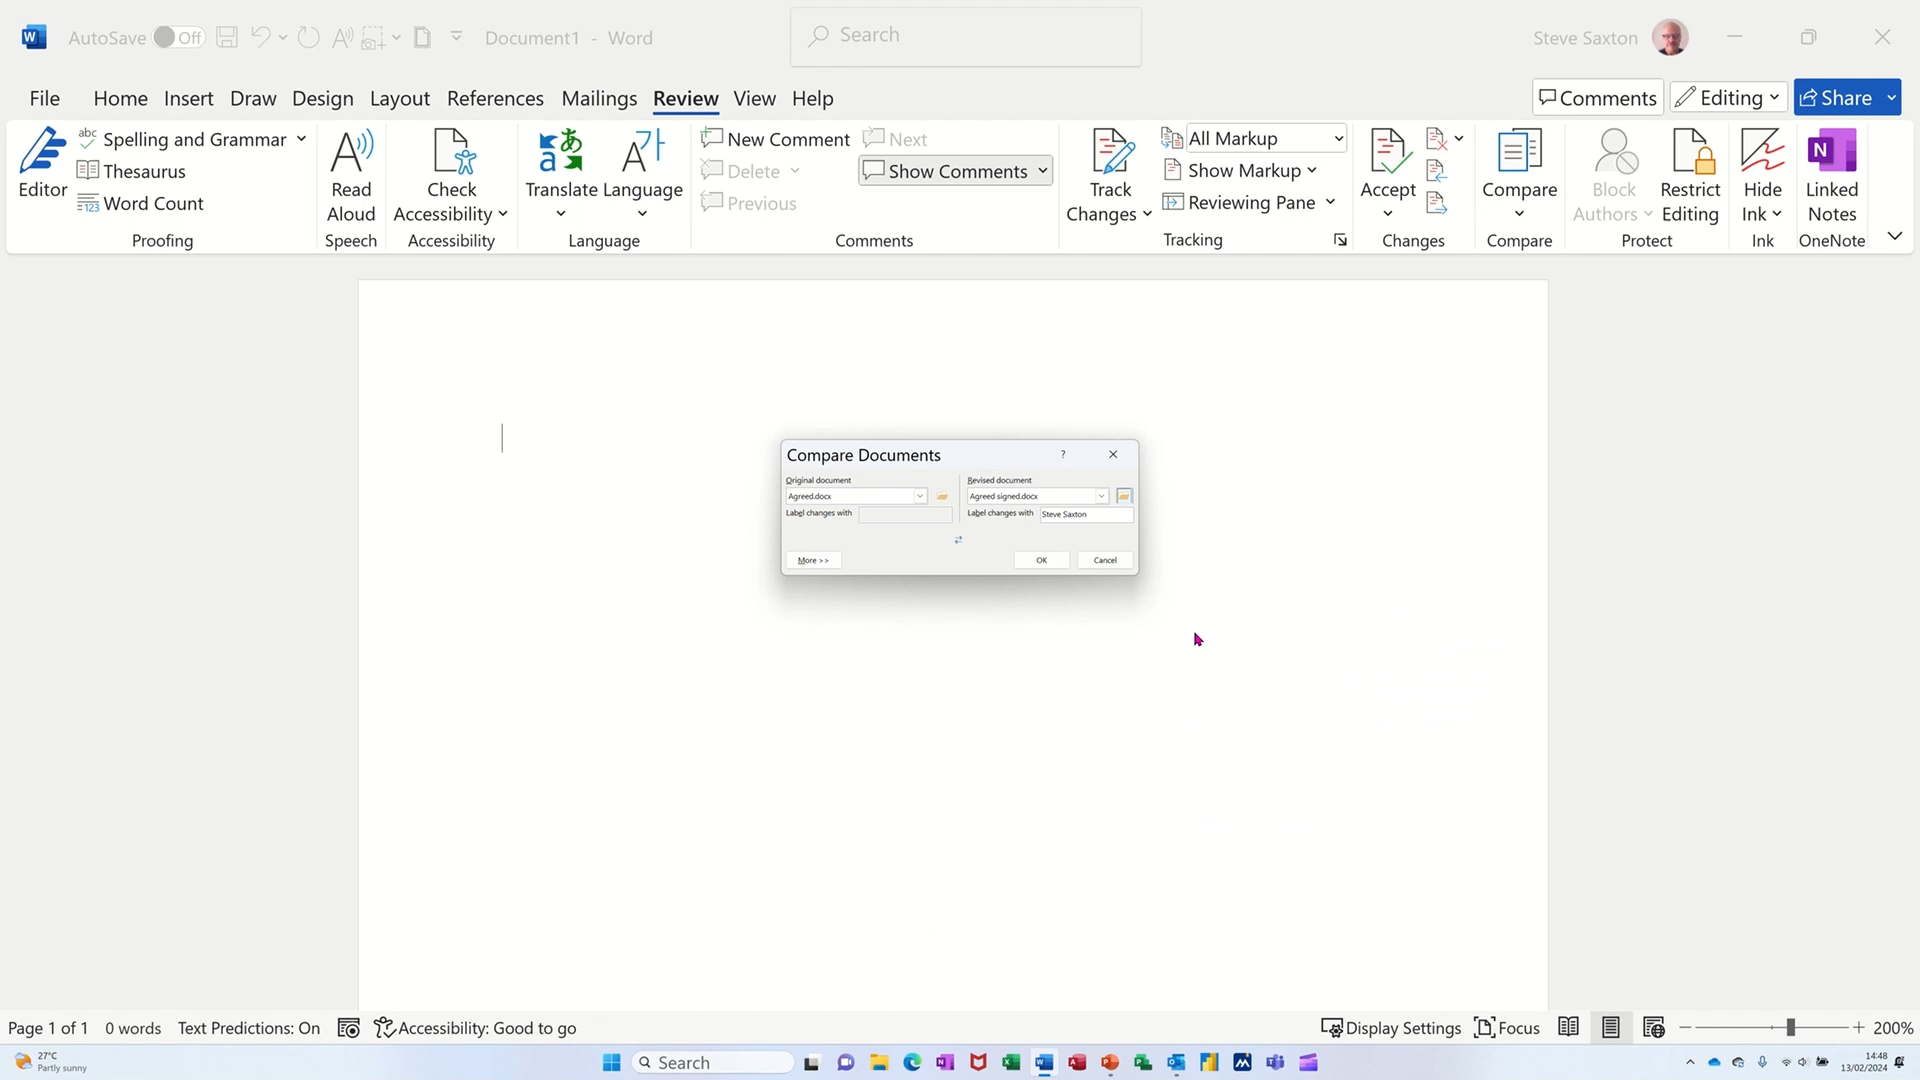 AutoSave Off Document1 - Word Search Steve Saxton
File Home Insert Draw Design Layout References Mailings Review View Help Comments Editing Share
Editor
Spelling and Grammar
Thesaurus
Word Count
Proofing
Read Aloud
Speech
Check Accessibility
Accessibility
Translate Language
Language
New Comment
Delete
Previous
Next
Show Comments
Comments
Track Changes
All Markup
Show Markup
Reviewing Pane
Tracking
Accept
Changes
Compare
Compare
Block Authors
Restrict Editing
Protect
Hide Ink
Ink
Linked Notes
OneNote
Compare Documents ?
Original document
Agreed.docx
Label changes with
Revised document
Agreed signed.docx
Label changes with Steve Saxton
More >> OK Cancel
Page 1 of 1 0 words Text Predictions: On Accessibility: Good to go Display Settings Focus 200%
27°C
Partly sunny
Search
14:48
13/02/2024